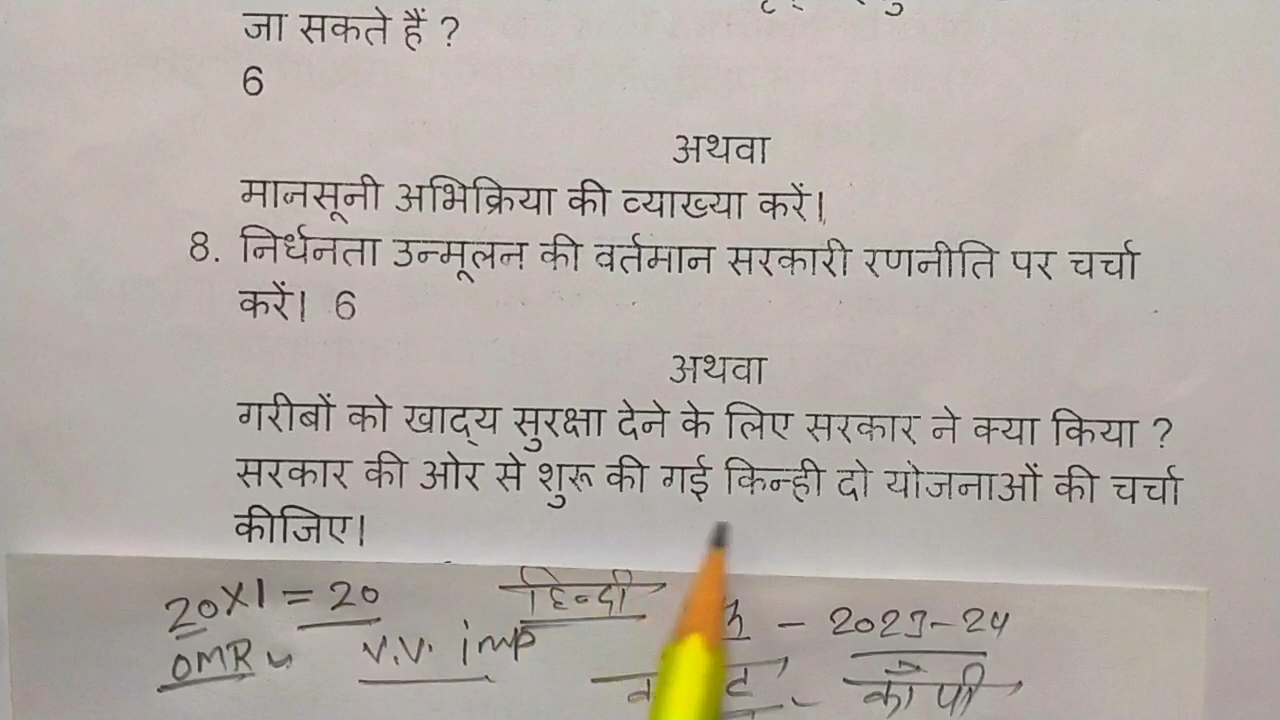 जा सकते हैं ?
6
अथवा
मानसूनी अभिक्रिया की व्याख्या करें।
8. निर्धनता उन्मूलन की वर्तमान सरकारी रणनीति पर चर्चा
करें। 6
अथवा
गरीबों को खाद्य सुरक्षा देने के लिए सरकार ने क्या किया ?
सरकार की ओर से शुरू की गई किन्ही दो योजनाओं की चर्चा
कीजिए।
20×1 = 20 हिन्दी - 2023-24
OMR V.V. imp - कॉपी